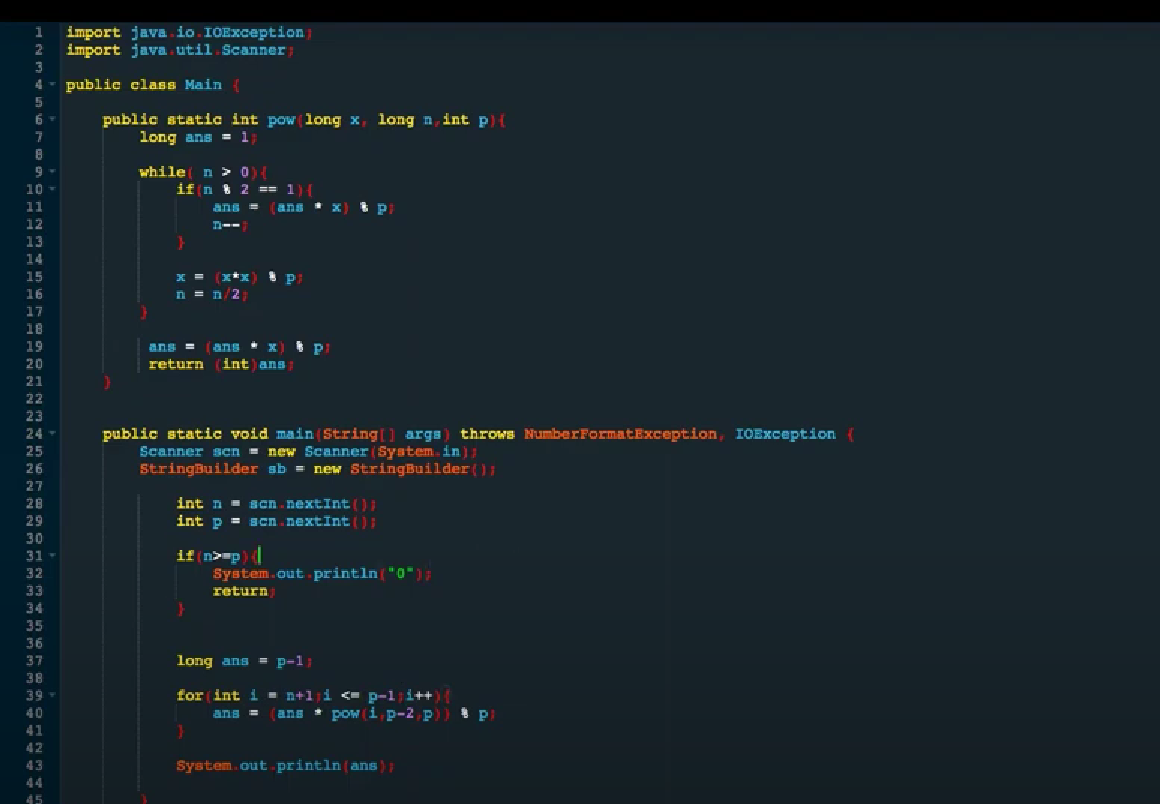 1 import java.io.IOException;
2 import java.util.Scanner;
3
4 public class Main {
5
6 public static int pow(long x, long n,int p){
7 long ans = 1;
8
9 while( n > 0){
10 if(n % 2 == 1){
11 ans = (ans * x) % p;
12 n--;
13 }
14
15 x = (x*x) % p;
16 n = n/2;
17 }
18
19 ans = (ans * x) % p;
20 return (int)ans;
21 }
22
23
24 public static void main(String[] args) throws NumberFormatException, IOException {
25 Scanner scn = new Scanner(System.in);
26 StringBuilder sb = new StringBuilder();
27
28 int n = scn.nextInt();
29 int p = scn.nextInt();
30
31 if(n>=p){
32 System.out.println("0");
33 return;
34 }
35
36
37 long ans = p-1;
38
39 for(int i = n+1;i <= p-1;i++){
40 ans = (ans * pow(i,p-2,p)) % p;
41 }
42
43 System.out.println(ans);
44
45 }